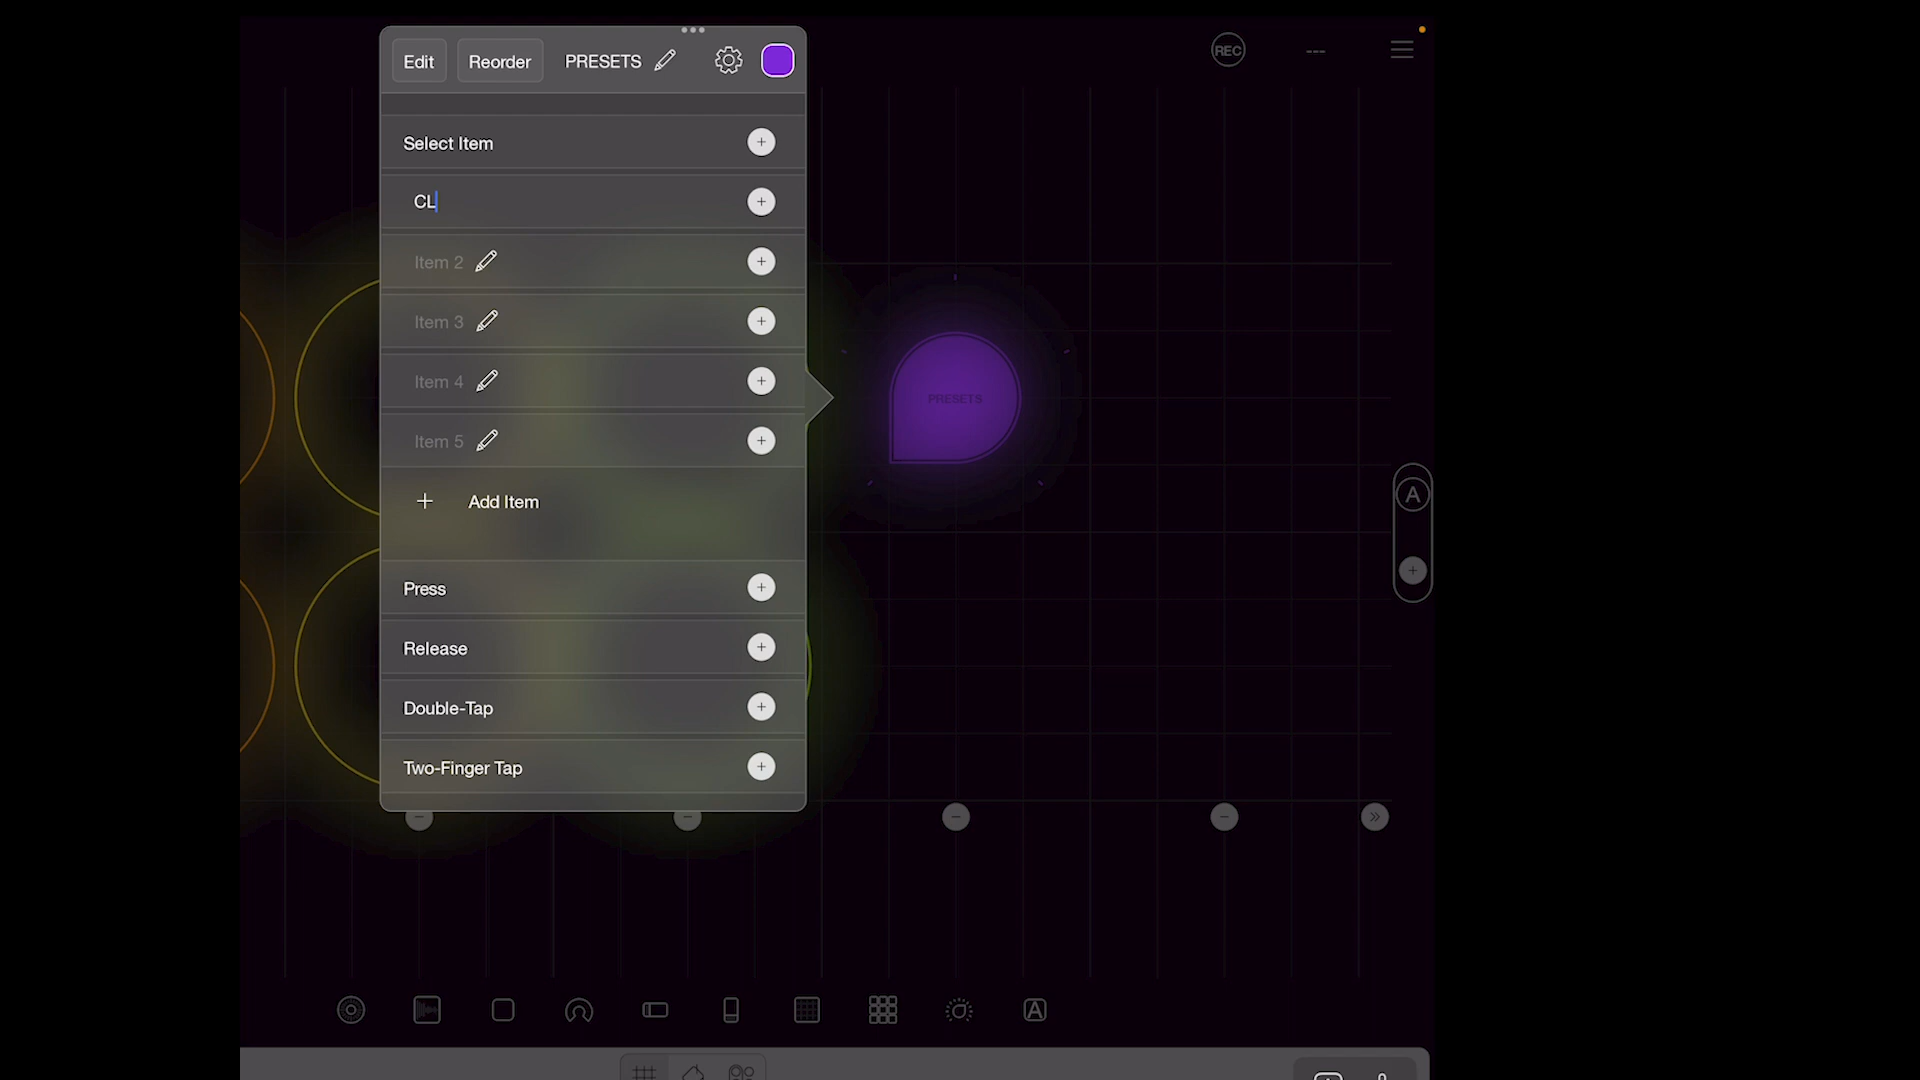 Edit
Reorder
PRESETS
REC
---
Select Item
CL
Item 2
Item 3
Item 4
Item 5
Add Item
Press
Release
Double-Tap
Two-Finger Tap
PRESETS
A
A